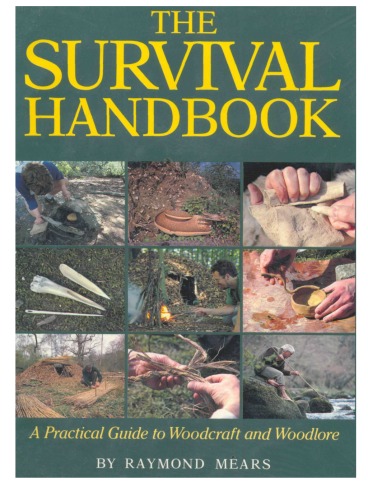 THE
SURVIVAL
HANDBOOK
A Practical Guide to Woodcraft and Woodlore
BY RAYMOND MEARS